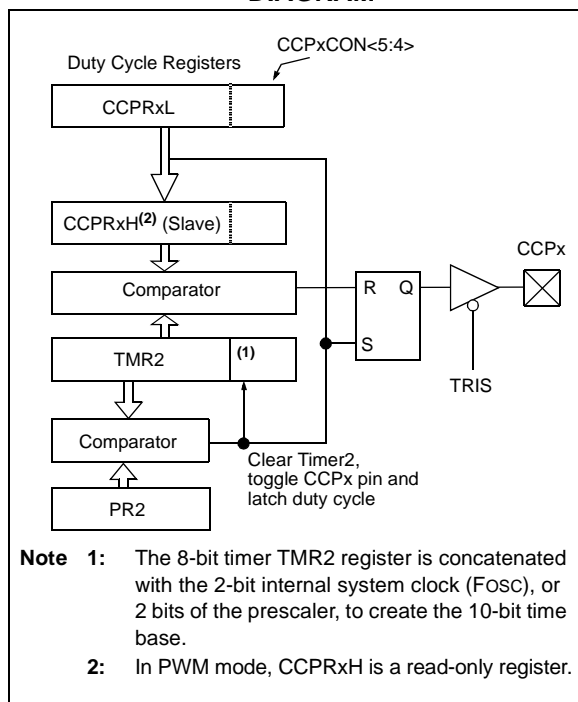 CCPxCON<5:4>
Duty Cycle Registers
CCPRxL
CCPRxH(2) (Slave)
CCPx
Comparator
R Q
TMR2
(1)
S
TRIS
Comparator
Clear Timer2,
toggle CCPx pin and
latch duty cycle
PR2
Note 1: The 8-bit timer TMR2 register is concatenated
with the 2-bit internal system clock (FOSC), or
2 bits of the prescaler, to create the 10-bit time
base.
2: In PWM mode, CCPRxH is a read-only register.